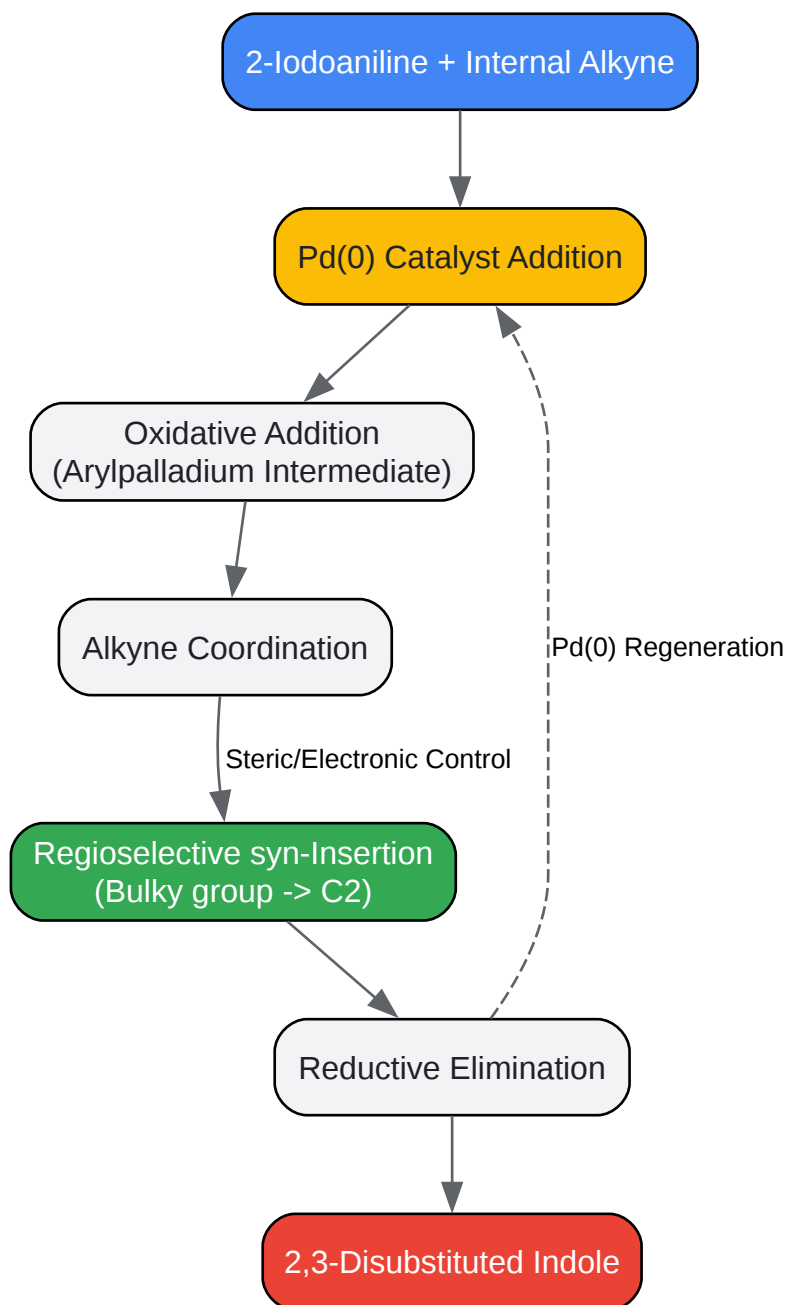 2-Iodoaniline + Internal Alkyne
Pd(0) Catalyst Addition
Oxidative Addition
(Arylpalladium Intermediate)
Alkyne Coordination
Pd(0) Regeneration
Steric/Electronic Control
Regioselective syn-Insertion
(Bulky group -> C2)
Reductive Elimination
2,3-Disubstituted Indole